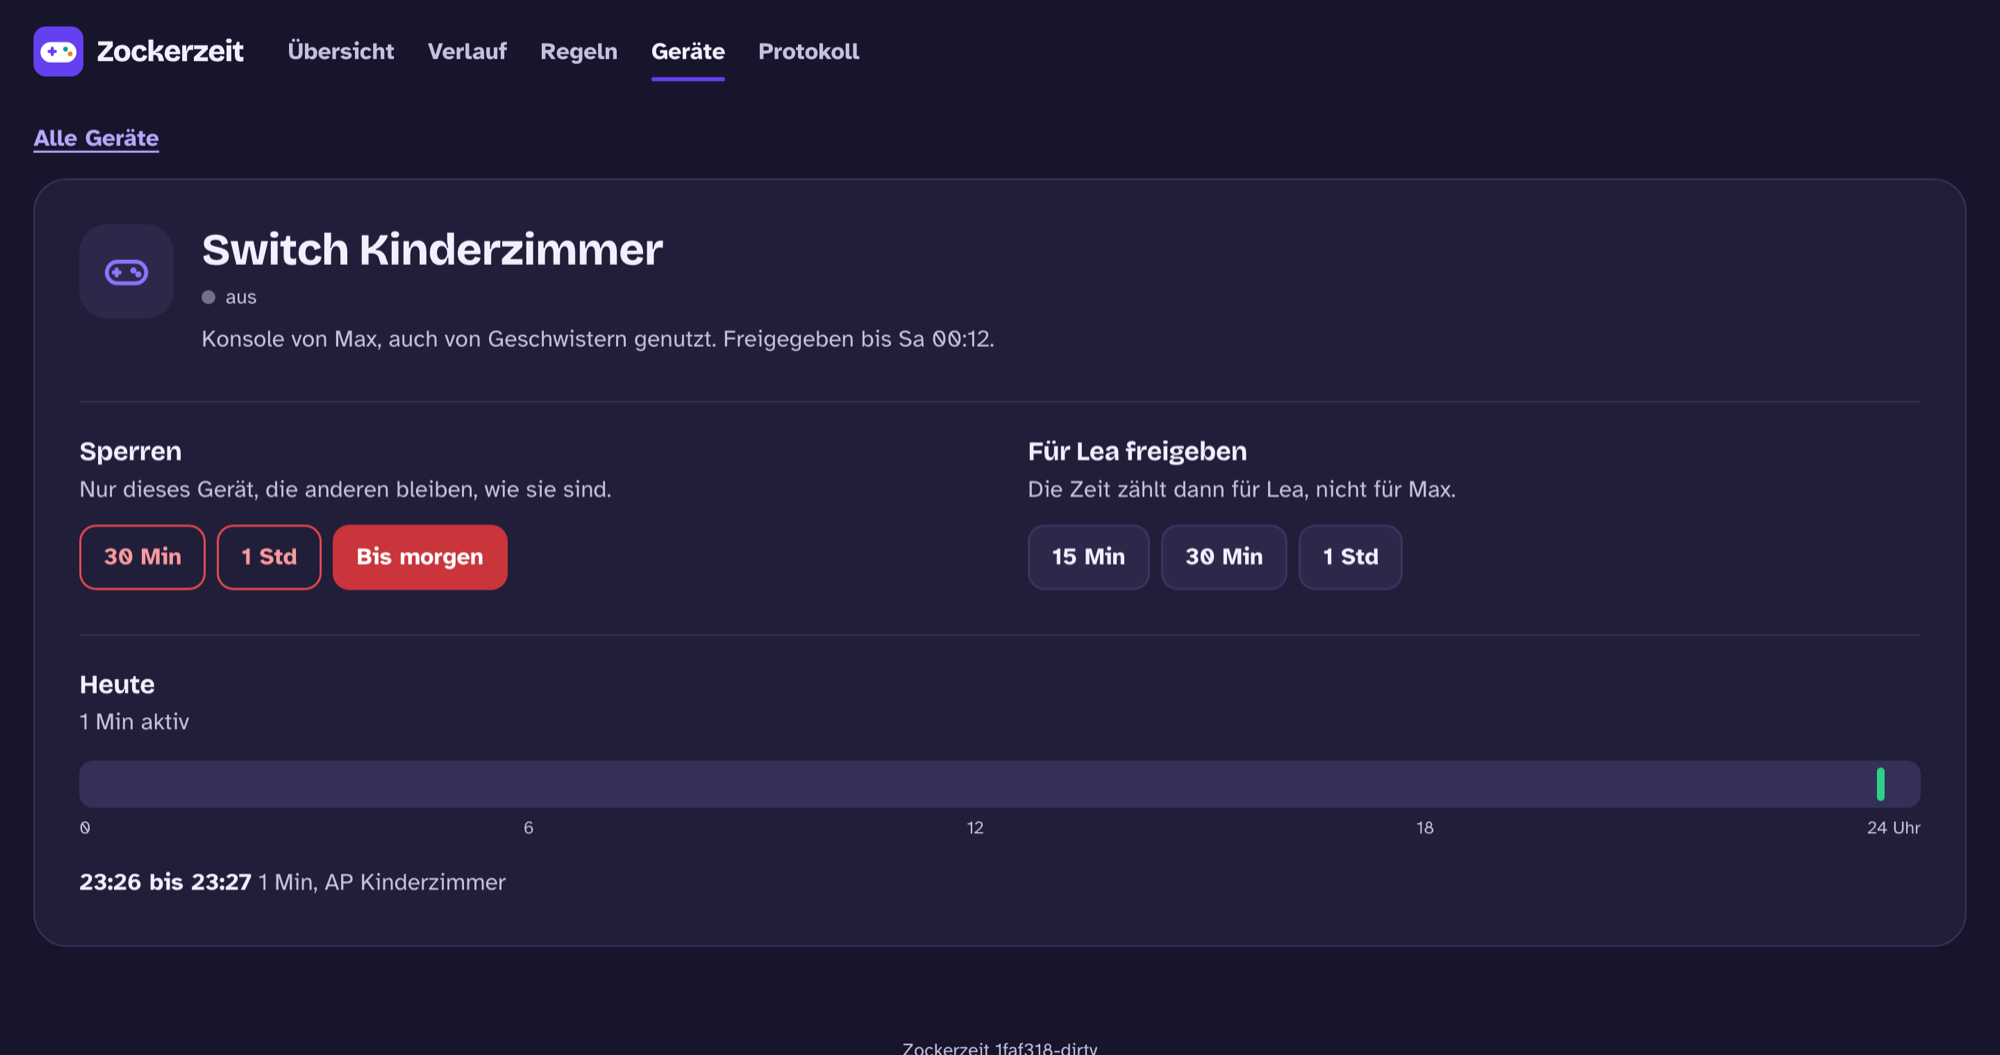 Zockerzeit Übersicht Verlauf Regeln Geräte Protokoll
Alle Geräte
Switch Kinderzimmer
aus
Konsole von Max, auch von Geschwistern genutzt. Freigegeben bis Sa 00:12.
Sperren
Nur dieses Gerät, die anderen bleiben, wie sie sind.
30 Min 1 Std Bis morgen
Für Lea freigeben
Die Zeit zählt dann für Lea, nicht für Max.
15 Min 30 Min 1 Std
Heute
1 Min aktiv
0 6 12 18 24 Uhr
23:26 bis 23:27 1 Min, AP Kinderzimmer
Zockerzeit 1faf318-dirty